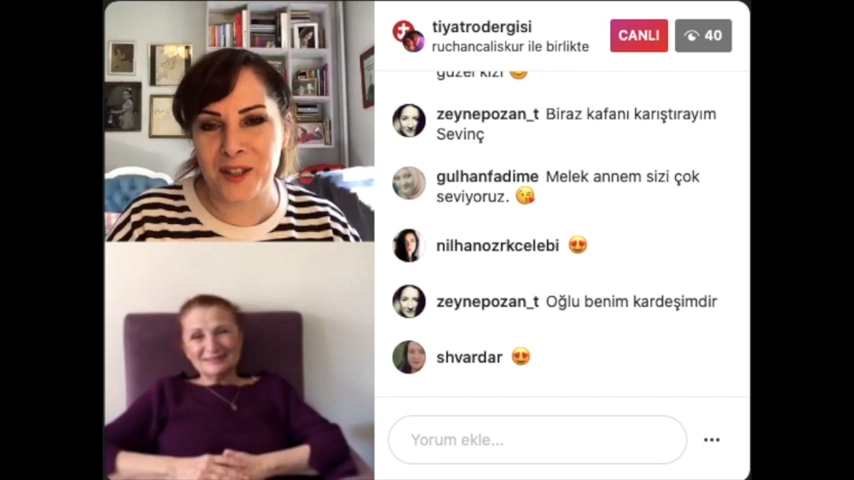 tiyatrodergisi
ruchancaliskur ile birlikte
CANLI
40
güzel kızı
zeynepozan_t Biraz kafanı karıştırayım
Sevinç
gulhanfadime Melek annem sizi çok
seviyoruz.
nilhanozrkcelebi
zeynepozan_t Oğlu benim kardeşimdir
shvardar
Yorum ekle...